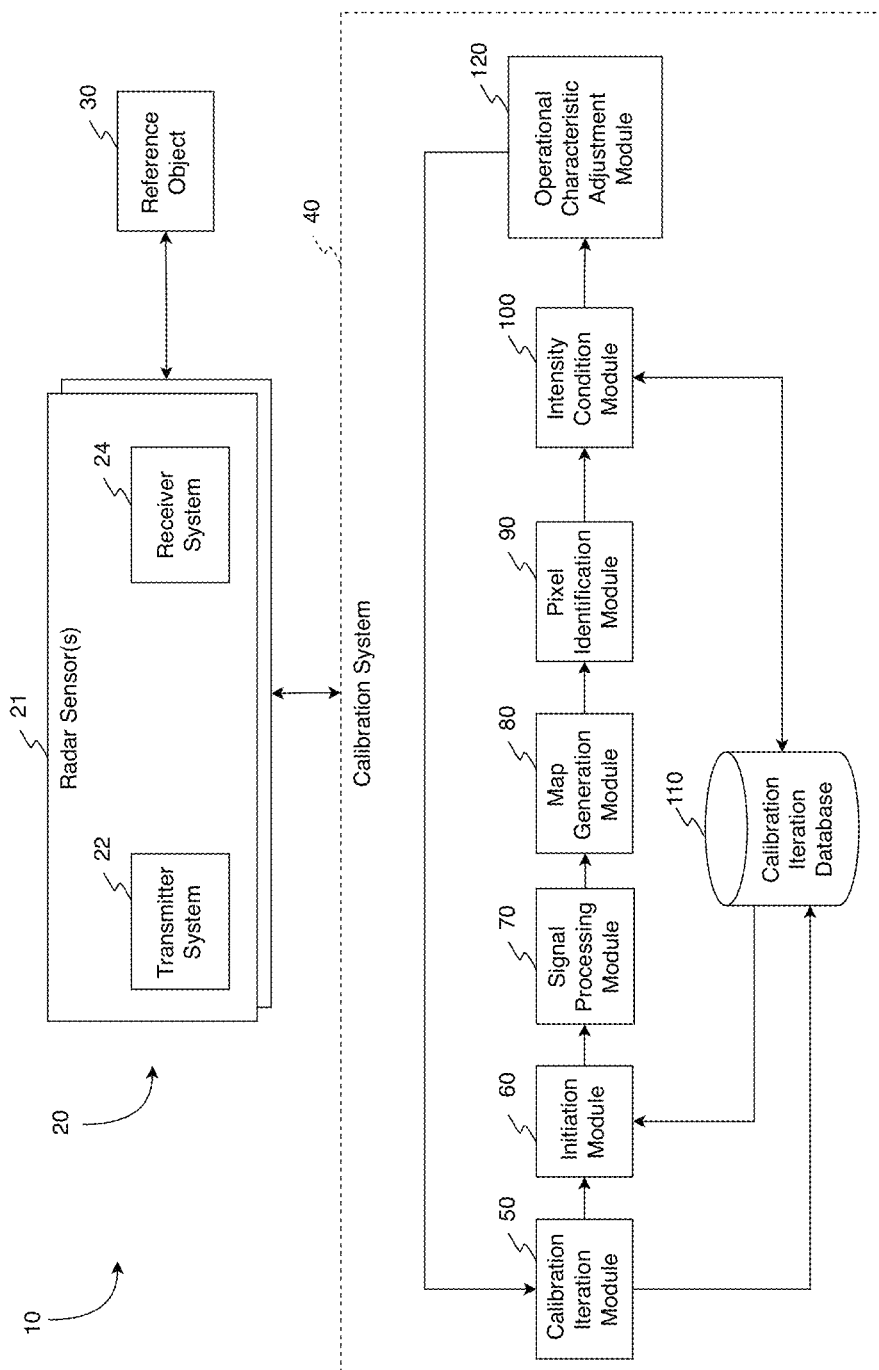 10
20
21
Radar Sensor(s)
22
Transmitter
System
24
Receiver
System
30
Reference
Object
40
Calibration System
50
Calibration
Iteration
Module
60
Initiation
Module
70
Signal
Processing
Module
80
Map
Generation
Module
90
Pixel
Identification
Module
100
Intensity
Condition
Module
120
Operational
Characteristic
Adjustment
Module
110
Calibration
Iteration
Database